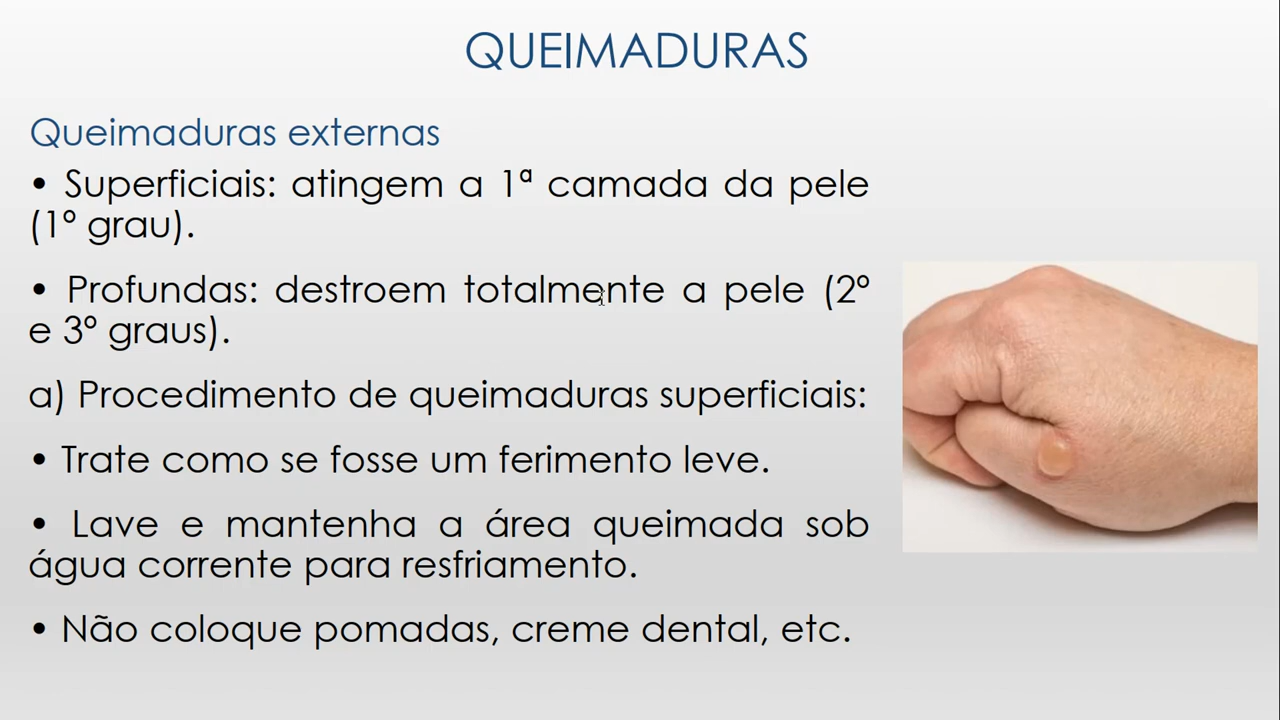 QUEIMADURAS
Queimaduras externas
• Superficiais: atingem a 1ª camada da pele
(1º grau).
• Profundas: destroem totalmente a pele (2º
e 3º graus).
a) Procedimento de queimaduras superficiais:
• Trate como se fosse um ferimento leve.
• Lave e mantenha a área queimada sob
água corrente para resfriamento.
• Não coloque pomadas, creme dental, etc.